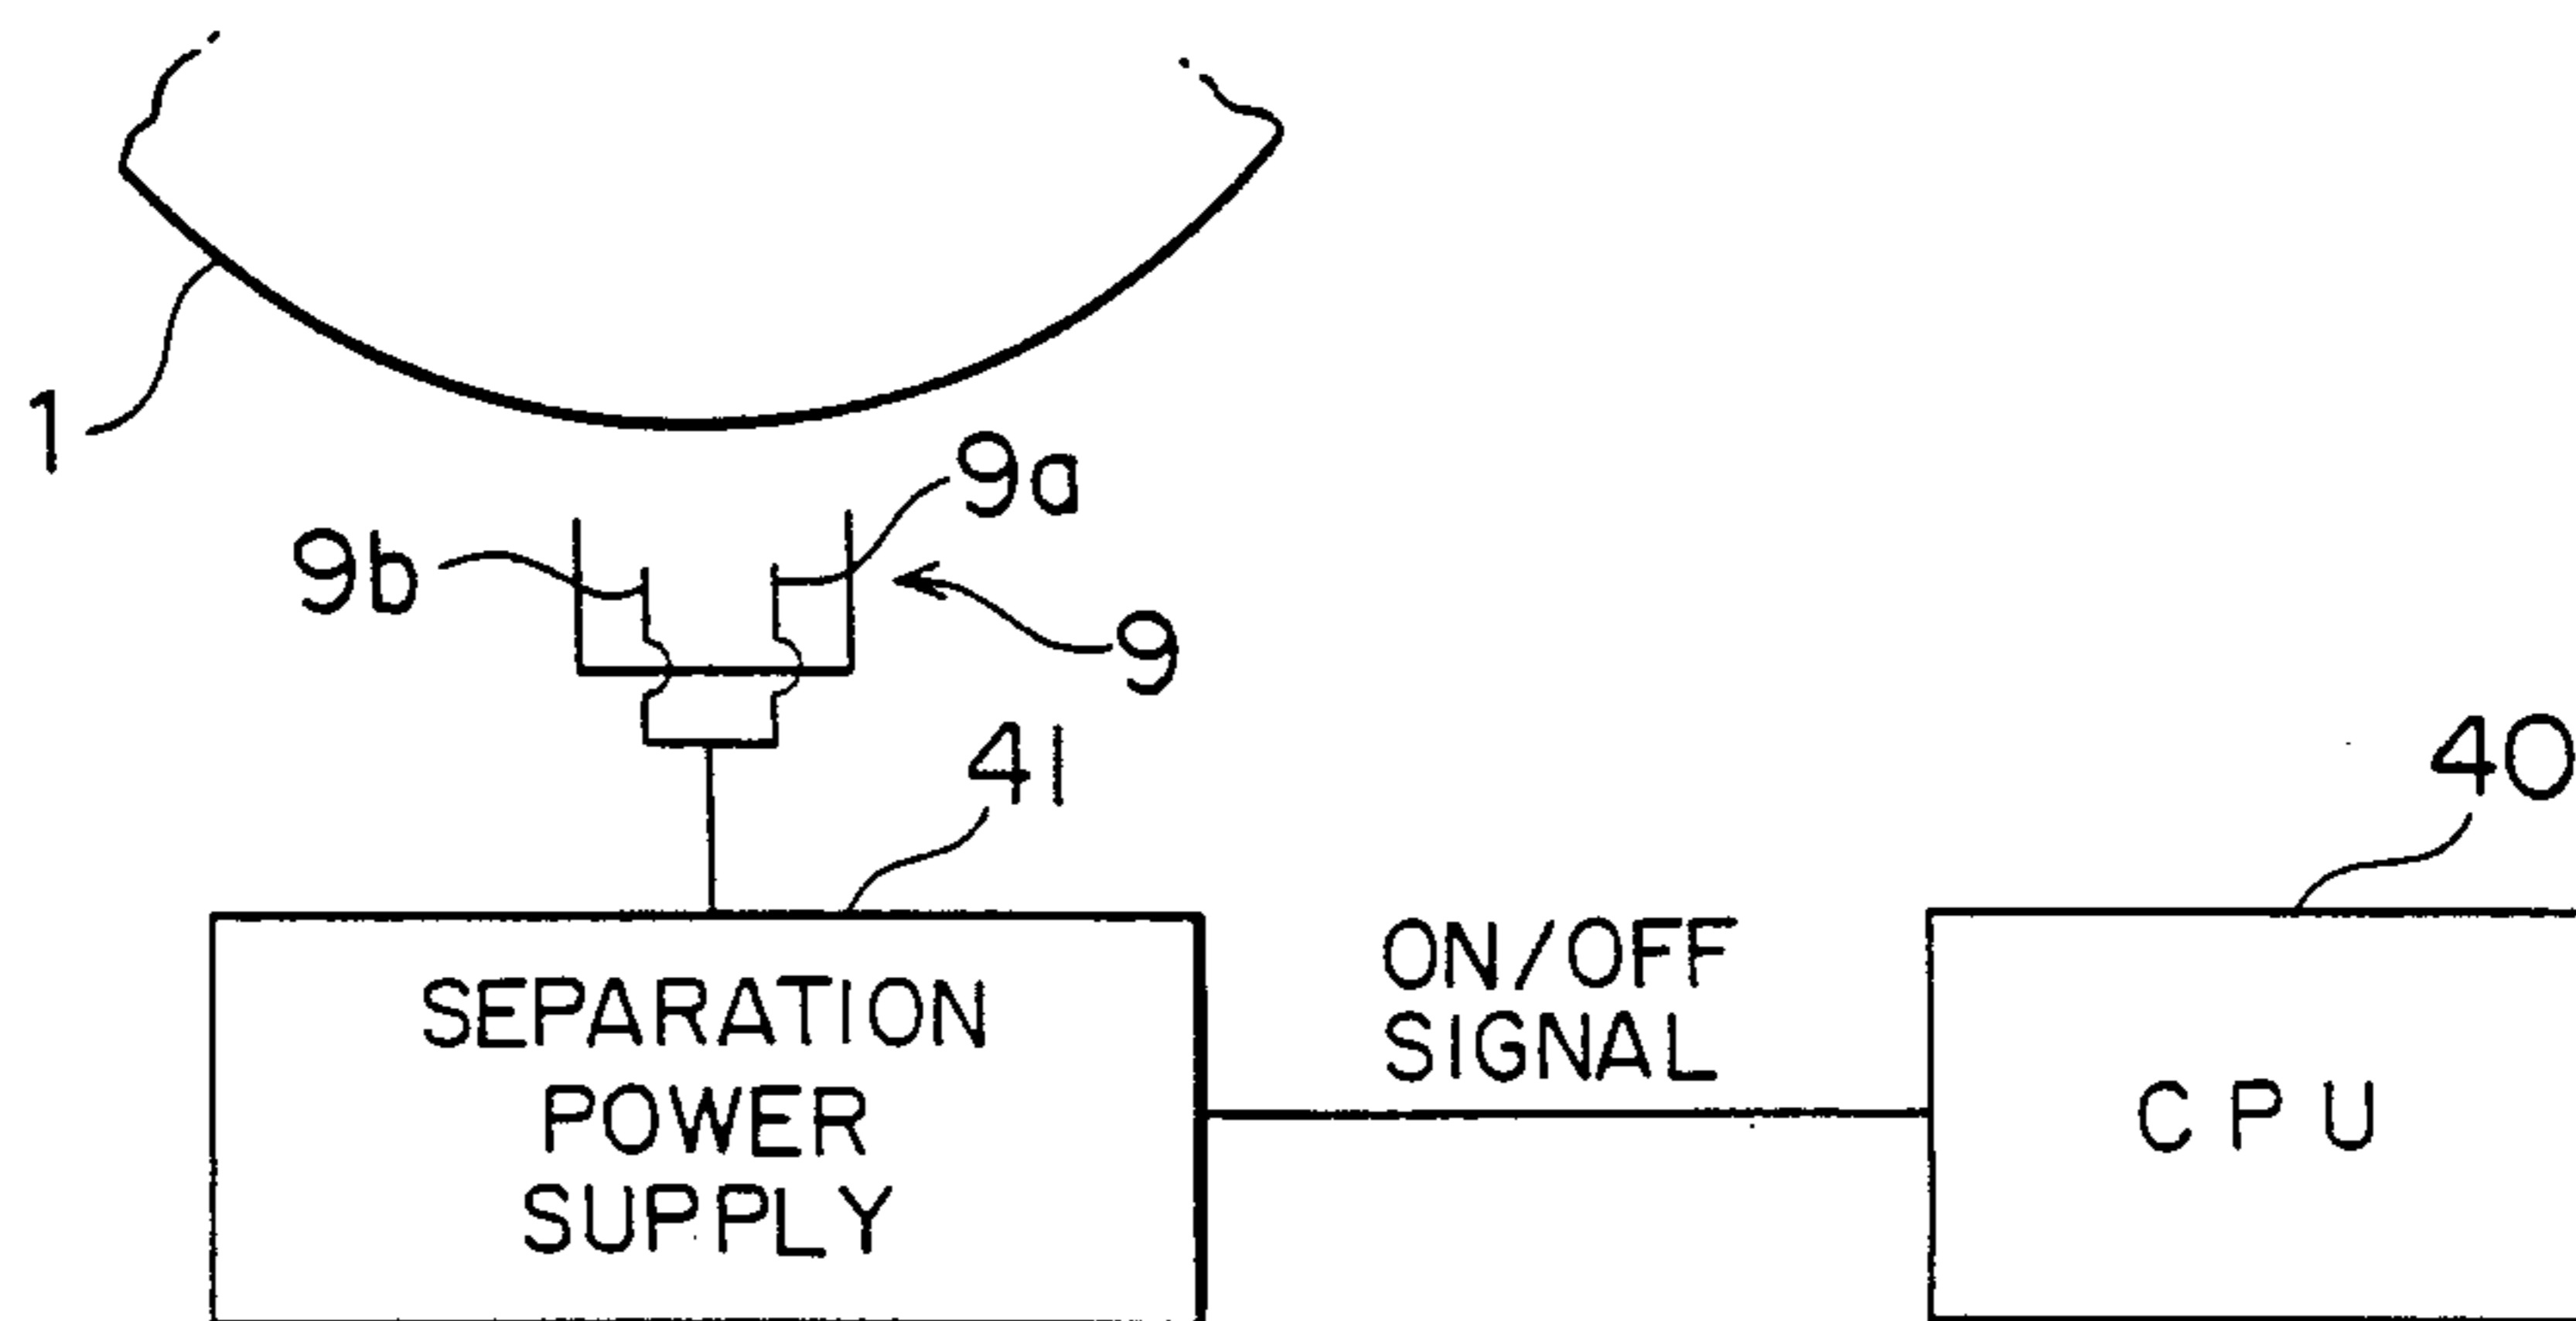 1
9a
9b
9
41
40
ON/OFF
SIGNAL
SEPARATION
POWER
SUPPLY
CPU